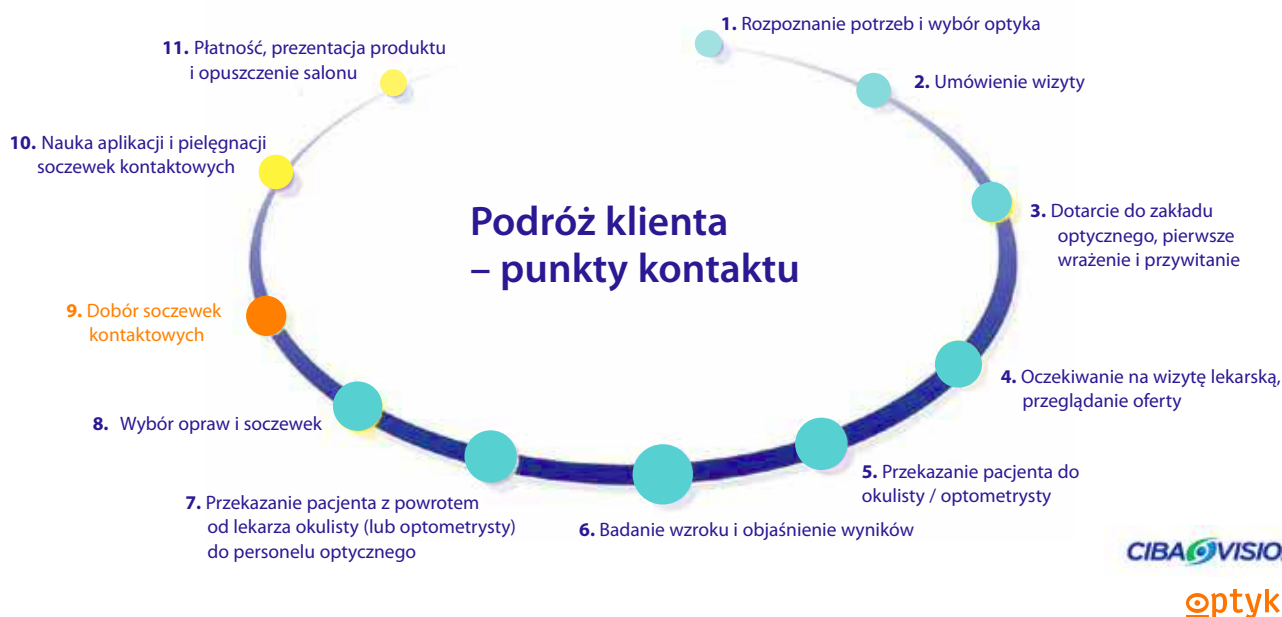 1. Rozpoznanie potrzeb i wybór optyka
2. Umówienie wizyty
3. Dotarcie do zakładu
optycznego, pierwsze
wrażenie i przywitanie
4. Oczekiwanie na wizytę lekarską,
przeglądanie oferty
5. Przekazanie pacjenta do
okulisty / optometrysty
6. Badanie wzroku i objaśnienie wyników
7. Przekazanie pacjenta z powrotem
od lekarza okulisty (lub optometrysty)
do personelu optycznego
8. Wybór opraw i soczewek
9. Dobór soczewek
kontaktowych
10. Nauka aplikacji i pielęgnacji
soczewek kontaktowych
11. Płatność, prezentacja produktu
i opuszczenie salonu
Podróż klienta
– punkty kontaktu
CIBA VISIO
optyk